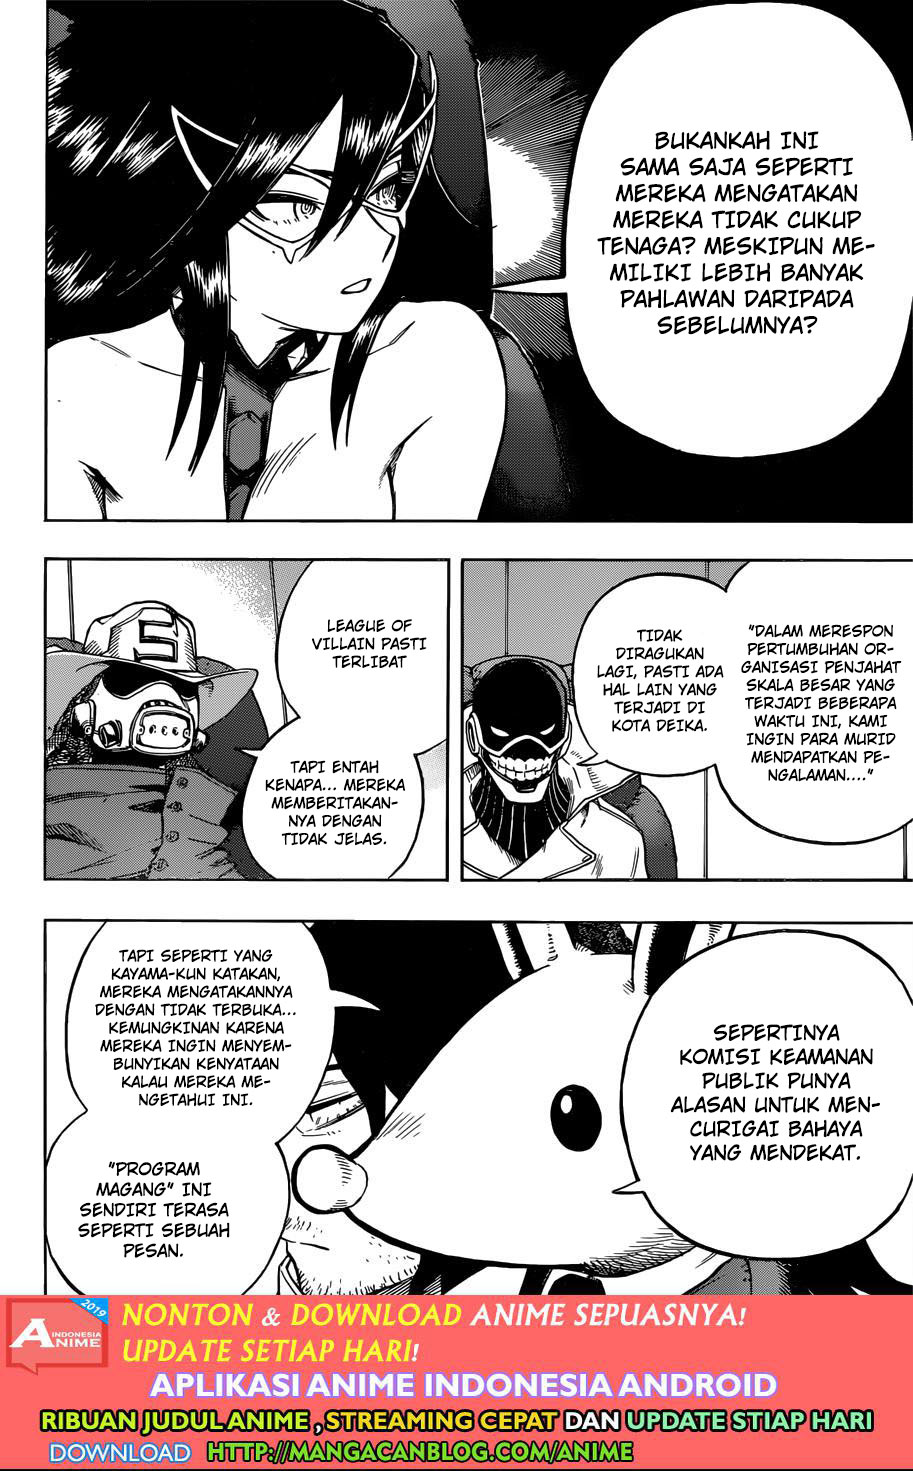 BUKANKAH INI
SAMA SAJA SEPERTI
MEREKA MENGATAKAN
MEREKA TIDAK CUKUP
TENAGA? MESKIPUN ME-
MILIKI LEBIH BANYAK
PAHLAWAN DARIPADA
SEBELUMNYA?
"DALAM MERESPON
PERTUMBUHAN OR-
GANISASI PENJAHAT
SKALA BESAR YANG
TERJADI BEBERAPA
WAKTU INI, KAMI
INGIN PARA MURID
MENDAPATKAN PE-
NGALAMAN...."
TIDAK
DIRAGUKAN
LAGI, PASTI ADA
HAL LAIN YANG
TERJADI DI
KOTA DEIKA.
LEAGUE OF
VILLAIN PASTI
TERLIBAT
TAPI ENTAH
KENAPA... MEREKA
MEMBERITAKAN-
NYA DENGAN
TIDAK JELAS.
S
SEPERTINYA
KOMISI KEAMANAN
PUBLIK PUNYA
ALASAN UNTUK MEN-
CURIGAI BAHAYA
YANG MENDEKAT.
TAPI SEPERTI YANG
KAYAMA-KUN KATAKAN,
MEREKA MENGATAKANNYA
DENGAN TIDAK TERBUKA...
KEMUNGKINAN KARENA
MEREKA INGIN MENYEM-
BUNYIKAN KENYATAAN
KALAU MEREKA ME-
NGETAHUI INI.
"PROGRAM
MAGANG" INI
SENDIRI TERASA
SEPERTI SEBUAH
PESAN.
2019
INDONESIA
ANIME
NONTON & DOWNLOAD ANIME SEPUASNYA!
UPDATE SETIAP HARI!
APLIKASI ANIME INDONESIA ANDROID
RIBUAN JUDUL ANIME , STREAMING CEPAT DAN UPDATE STIAP HARI
DOWNLOAD HTTP://MANGACANBLOG.COM/ANIME